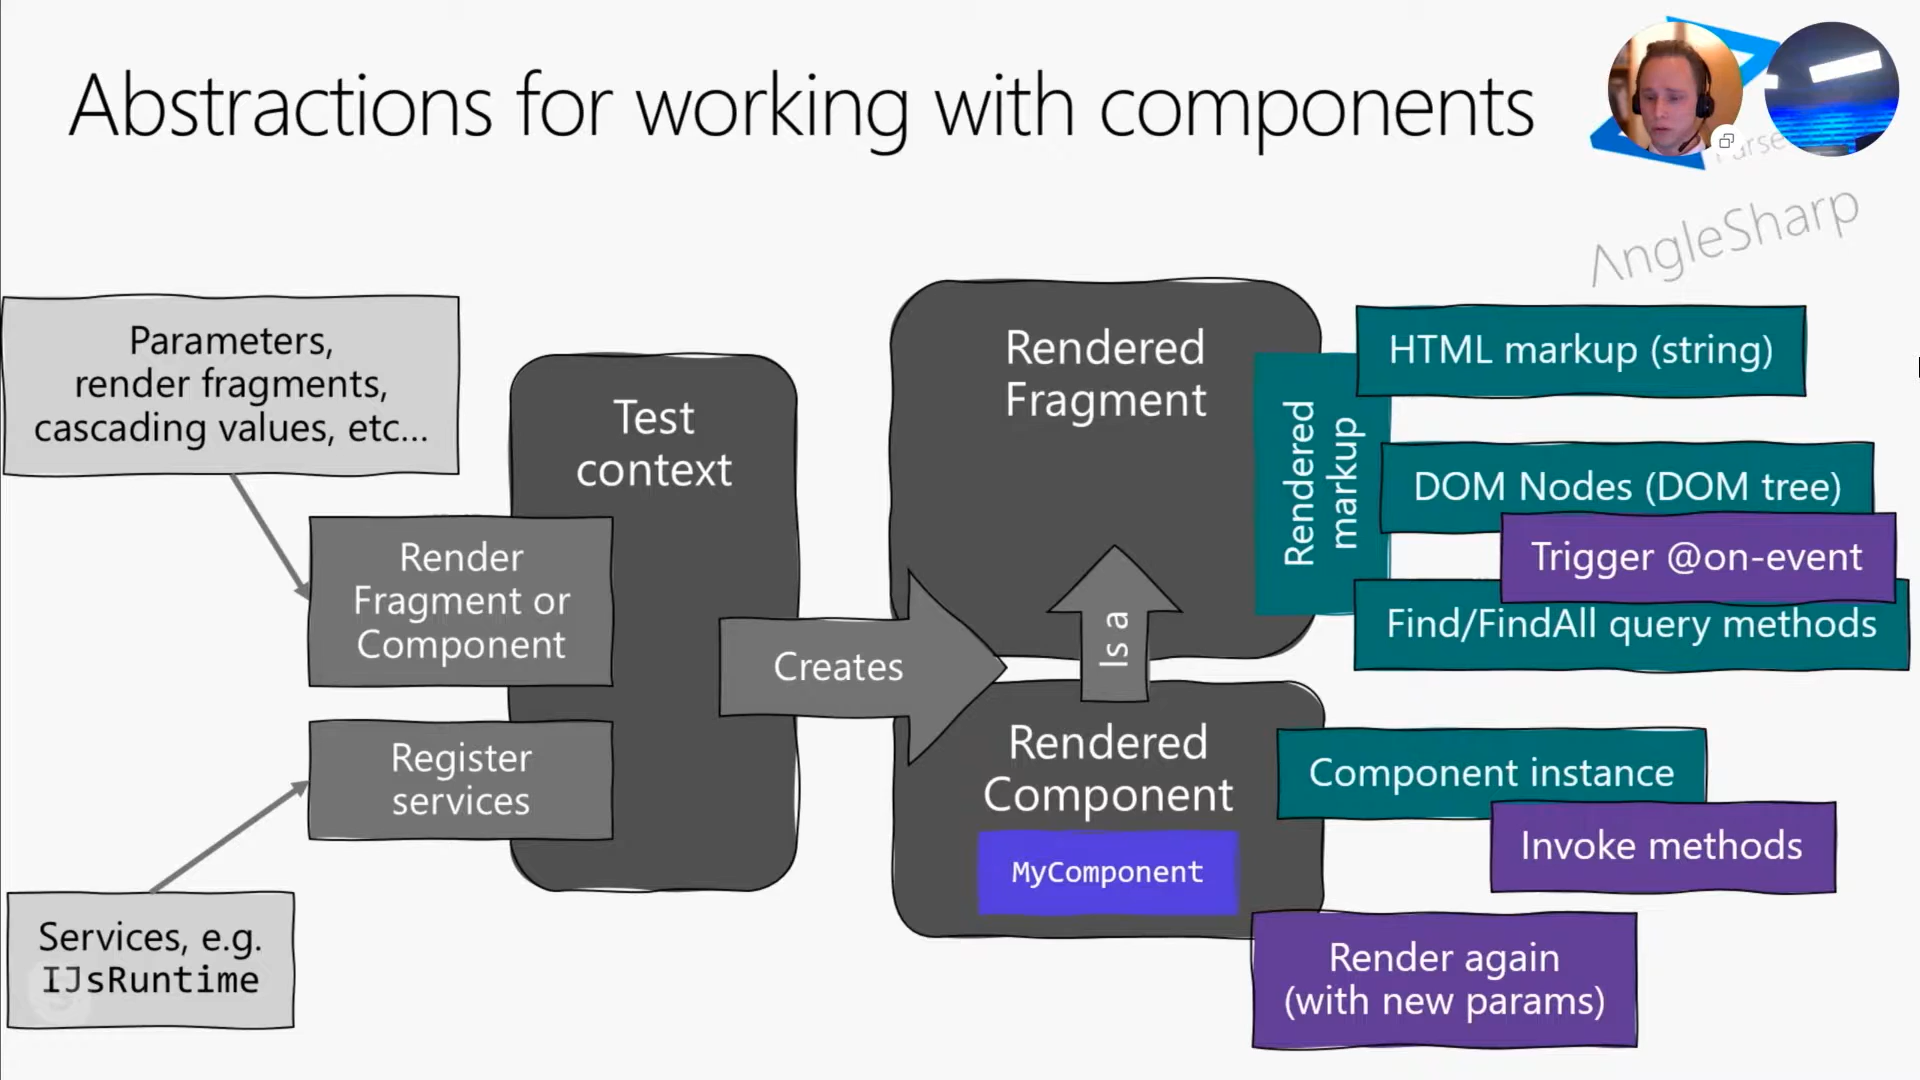 Abstractions for working with components
AngleSharp
Parameters,
render fragments,
cascading values, etc...
Test
context
Render
Fragment or
Component
Register
services
Services, e.g.
IJsRuntime
Creates
Rendered
Fragment
Is a
Rendered
Component
MyComponent
Rendered
markup
HTML markup (string)
DOM Nodes (DOM tree)
Trigger @on-event
Find/FindAll query methods
Component instance
Invoke methods
Render again
(with new params)